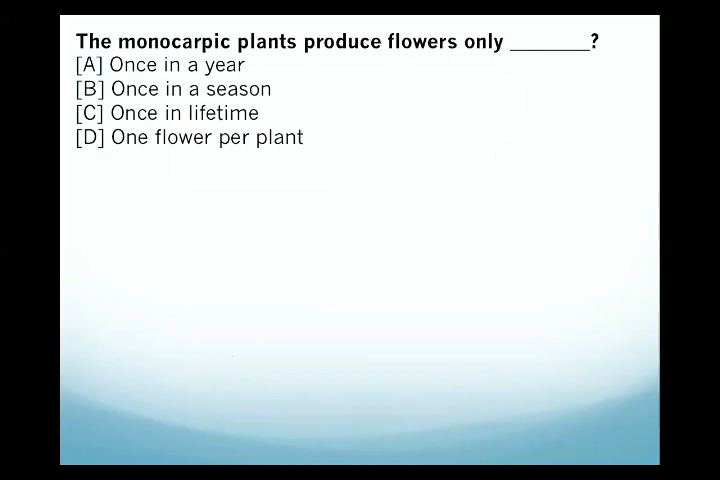 The monocarpic plants produce flowers only ________?
[A] Once in a year
[B] Once in a season
[C] Once in lifetime
[D] One flower per plant